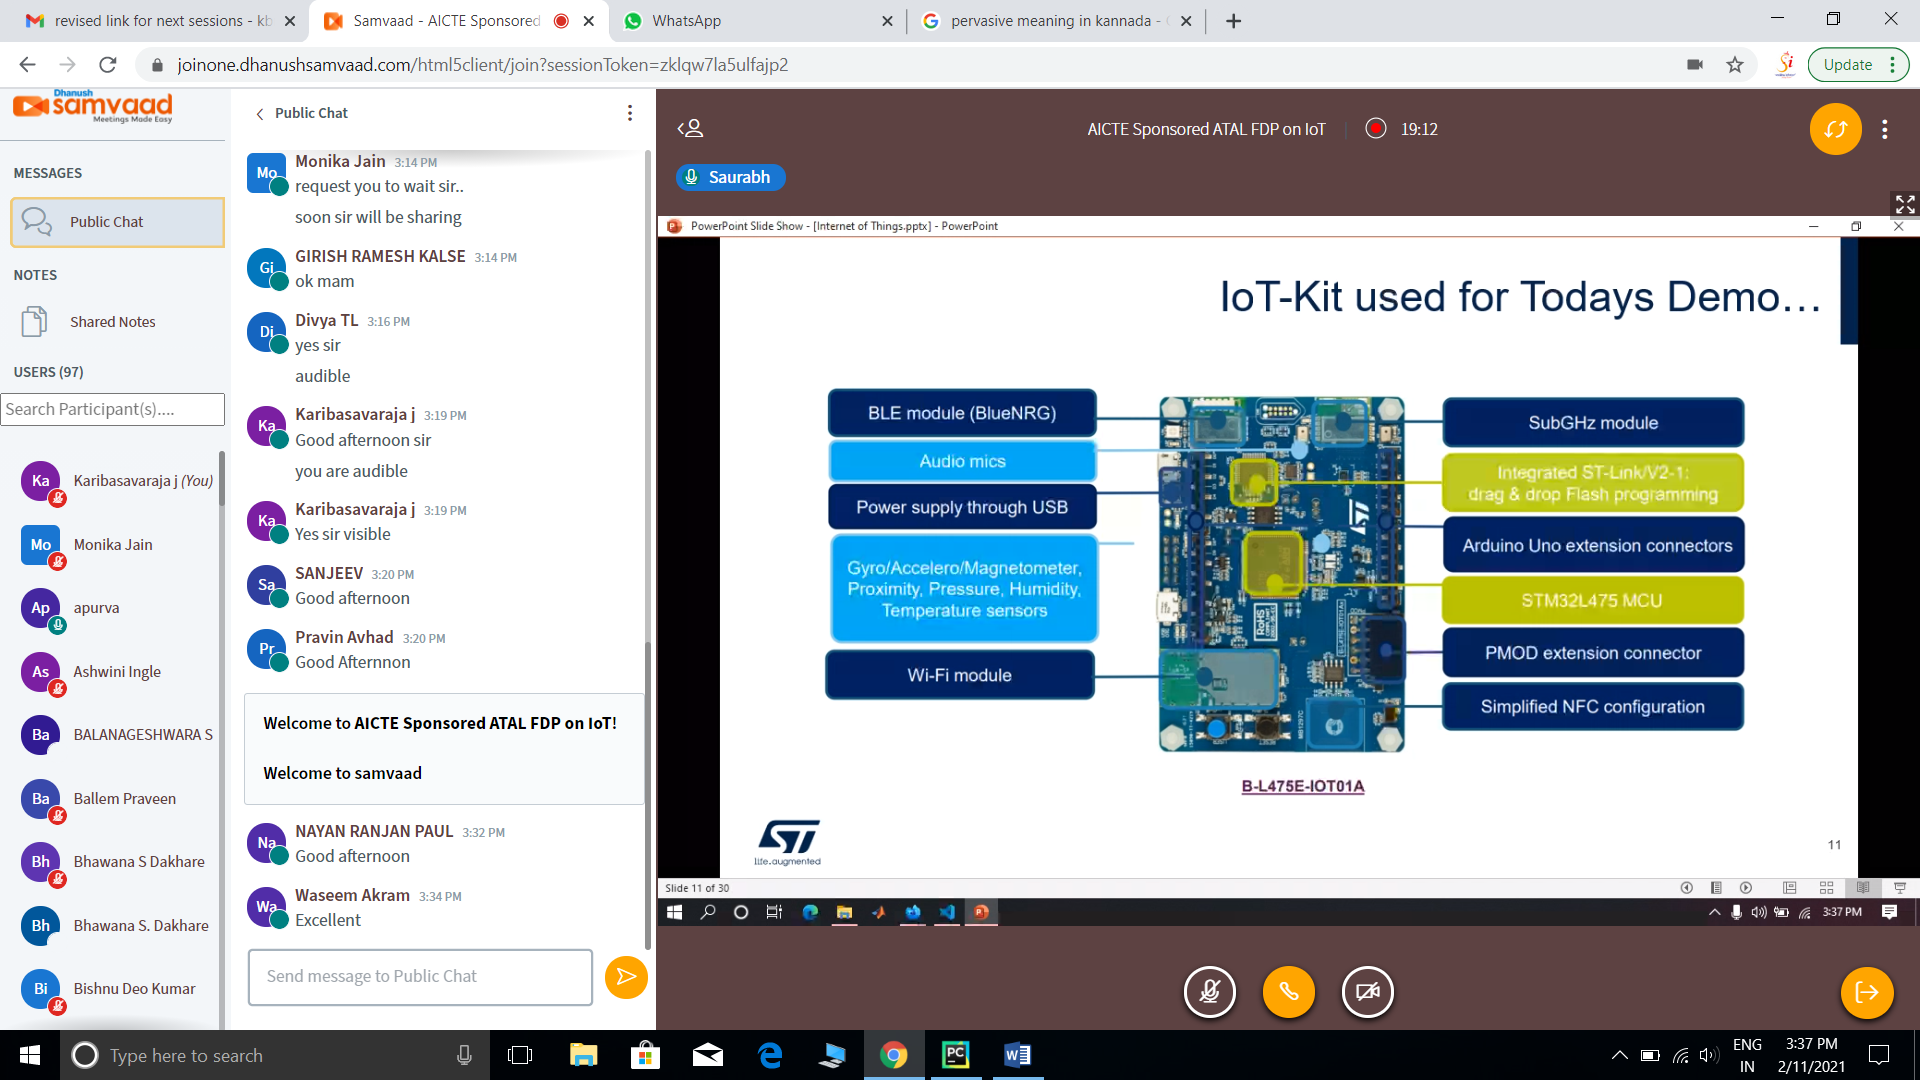 revised link for next sessions - kb
Samvaad - AICTE Sponsored
WhatsApp
pervasive meaning in kannada -
joinone.dhanushsamvaad.com/html5client/join?sessionToken=zklqw7la5ulfajp2
Update
Dhanush
samvaad
Meetings Made Easy
MESSAGES
Public Chat
NOTES
Shared Notes
USERS (97)
Search Participant(s)....
Ka
Karibasavaraja j (You)
Mo
Monika Jain
Ap
apurva
As
Ashwini Ingle
Ba
BALANAGESHWARA S
Ba
Ballem Praveen
Bh
Bhawana S Dakhare
Bh
Bhawana S. Dakhare
Bi
Bishnu Deo Kumar
Public Chat
Mo
Monika Jain 3:14 PM
request you to wait sir..
soon sir will be sharing
Gi
GIRISH RAMESH KALSE 3:14 PM
ok mam
Di
Divya TL 3:16 PM
yes sir
audible
Ka
Karibasavaraja j 3:19 PM
Good afternoon sir
you are audible
Ka
Karibasavaraja j 3:19 PM
Yes sir visible
Sa
SANJEEV 3:20 PM
Good afternoon
Pr
Pravin Avhad 3:20 PM
Good Afternnon
Welcome to AICTE Sponsored ATAL FDP on IoT!
Welcome to samvaad
Na
NAYAN RANJAN PAUL 3:32 PM
Good afternoon
Wa
Waseem Akram 3:34 PM
Excellent
Send message to Public Chat
AICTE Sponsored ATAL FDP on IoT
19:12
Saurabh
PowerPoint Slide Show - [Internet of Things.pptx] - PowerPoint
IoT-Kit used for Todays Demo...
BLE module (BlueNRG)
Audio mics
Power supply through USB
Gyro/Accelero/Magnetometer,
Proximity, Pressure, Humidity,
Temperature sensors
Wi-Fi module
SubGHz module
Integrated ST-Link/V2-1:
drag & drop Flash programming
Arduino Uno extension connectors
STM32L475 MCU
PMOD extension connector
Simplified NFC configuration
RoHS
B-L475E-IOT01A
ST
life.augmented
11
Slide 11 of 30
3:37 PM
Type here to search
PC
ENG
IN
3:37 PM
2/11/2021